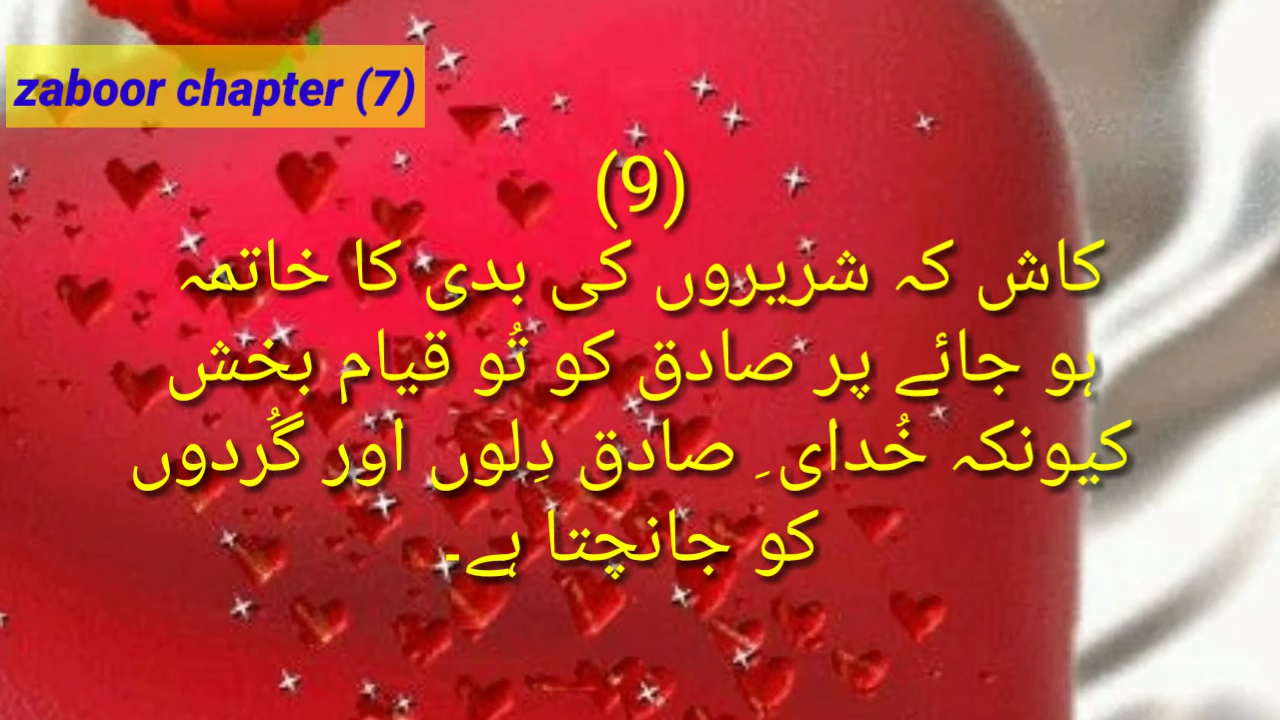 zaboor chapter (7)
(9)
کاش کہ شریروں کی بدی کا خاتمہ
ہو جائے پر صادق کو تُو قیام بخش
کیونکہ خُدای ِ صادق دِلوں اور گُردوں
کو جانچتا ہے۔